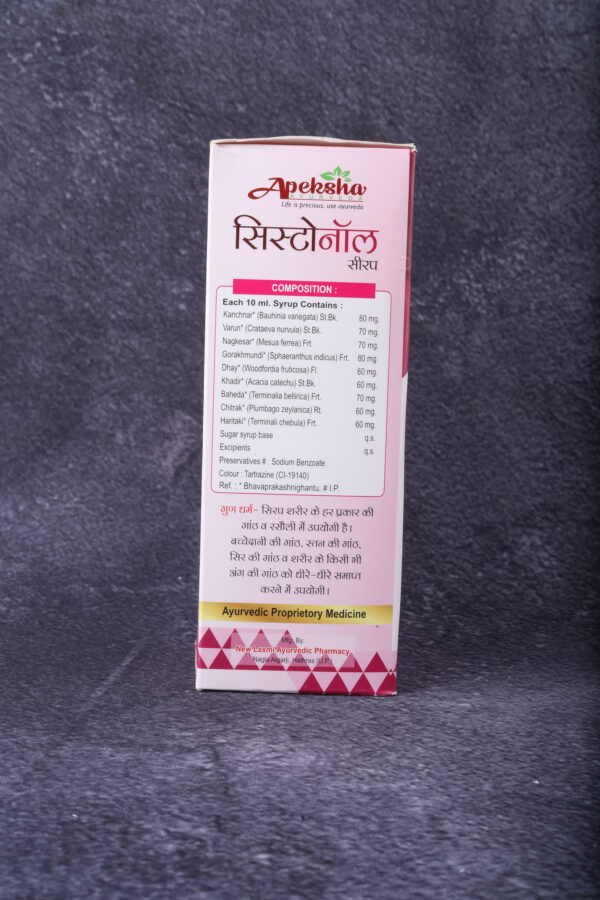 Apeksha
AYURVEDA
Life is precious, use ayurveda
सिस्टोनॉल
सीरप
COMPOSITION :
Each 10 ml. Syrup Contains :
Kanchnar* (Bauhinia variegata) St.Bk. 80 mg.
Varun* (Crataeva nurvula) St.Bk. 70 mg.
Nagkesar* (Mesua ferrea) Frt. 70 mg.
Gorakhmundi* (Sphaeranthus indicus) Frt. 80 mg.
Dhay* (Woodfordia fruticosa) Fl. 60 mg.
Khadir* (Acacia catechu) St.Bk. 60 mg.
Baheda* (Terminalia bellirica) Frt. 70 mg.
Chitrak* (Plumbago zeylanica) Rt. 60 mg.
Haritaki* (Terminali chebula) Frt. 60 mg.
Sugar syrup base q.s.
Excipients q.s.
Preservatives # : Sodium Benzoate
Colour : Tartrazine (CI-19140)
Ref. : * Bhavaprakashnighantu, # I.P.
गुण धर्म- सिरप शरीर के हर प्रकार की
गांठ व रसौली में उपयोगी है।
बच्चेदानी की गांठ, स्तन की गांठ,
सिर की गांठ व शरीर के किसी भी
अंग की गांठ को धीरे-धीरे समाप्त
करने में उपयोगी।
Ayurvedic Proprietory Medicine
Mfg. By:
New Laxmi Ayurvedic Pharmacy
Nagla Algarji, Hathras (U.P.)